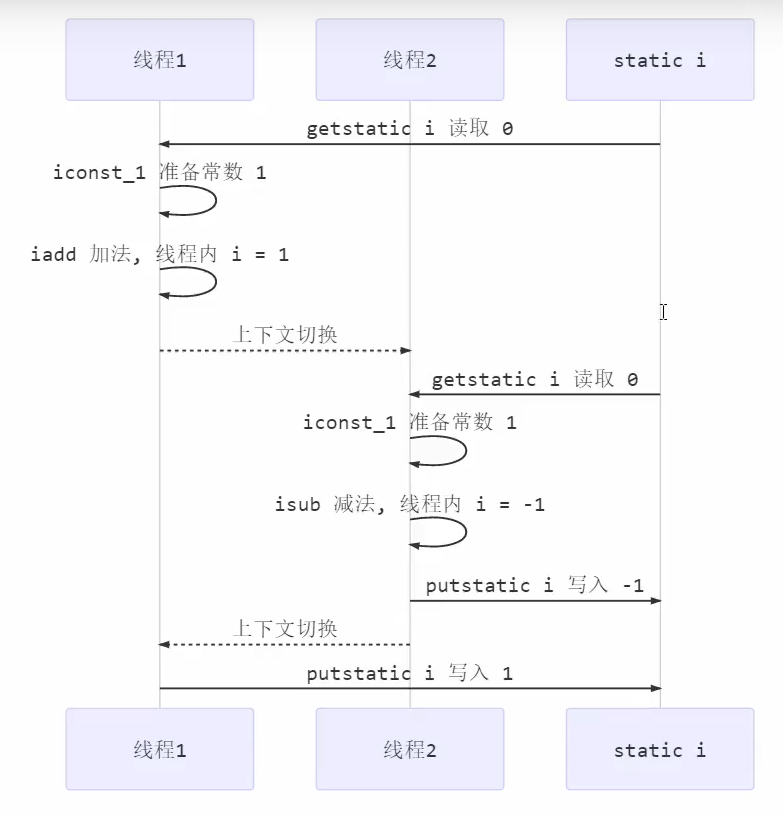 线程1
线程2
static i
getstatic i 读取 0
iconst_1 准备常数 1
iadd 加法, 线程内 i = 1
上下文切换
getstatic i 读取 0
iconst_1 准备常数 1
isub 减法, 线程内 i = -1
putstatic i 写入 -1
上下文切换
putstatic i 写入 1
线程1
线程2
static i